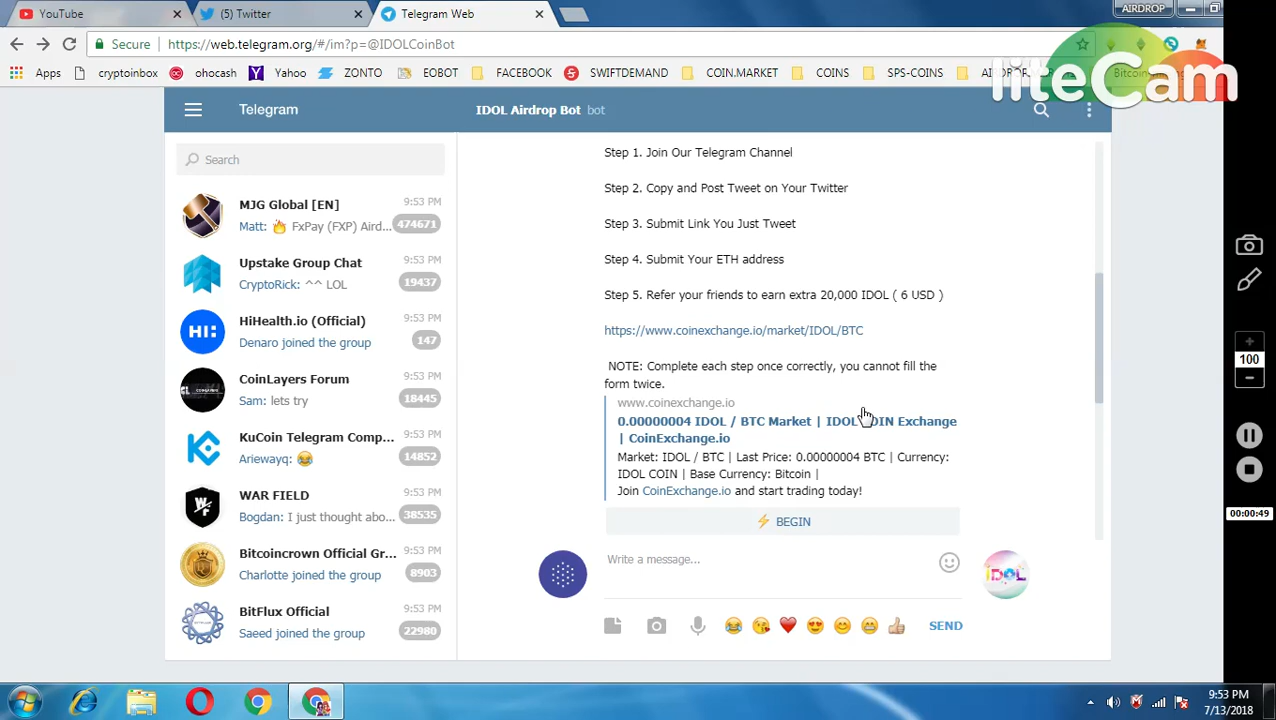 YouTube
(5) Twitter
Telegram Web
AIRDROP
Secure
https://web.telegram.org/#/im?p=@IDOLCoinBot
Apps
cryptoinbox
ohocash
Yahoo
EOBOT
FACEBOOK
SWIFTDEMAND
COIN.MARKET
COINS
SPS-COINS
liteCam
Telegram
IDOL Airdrop Bot bot
Search
MJG Global [EN]
9:53 PM
Matt: 🔥 FxPay (FXP) Aird...
474671
Upstake Group Chat
9:53 PM
CryptoRick: ^^ LOL
19437
HiHealth.io (Official)
9:53 PM
HI:
Denaro joined the group
147
CoinLayers Forum
9:53 PM
Sam: lets try
18445
KuCoin Telegram Comp...
9:53 PM
Ariewayq: 😂
14852
WAR FIELD
9:53 PM
Bogdan: I just thought abo...
38535
Bitcoincrown Official Gr...
9:53 PM
Charlotte joined the group
8903
BitFlux Official
9:53 PM
Saeed joined the group
22980
Step 1. Join Our Telegram Channel
Step 2. Copy and Post Tweet on Your Twitter
Step 3. Submit Link You Just Tweet
Step 4. Submit Your ETH address
Step 5. Refer your friends to earn extra 20,000 IDOL ( 6 USD )
https://www.coinexchange.io/market/IDOL/BTC
NOTE: Complete each step once correctly, you cannot fill the
form twice.
www.coinexchange.io
0.00000004 IDOL / BTC Market | IDOL COIN Exchange
| CoinExchange.io
Market: IDOL / BTC | Last Price: 0.00000004 BTC | Currency:
IDOL COIN | Base Currency: Bitcoin |
Join CoinExchange.io and start trading today!
⚡ BEGIN
Write a message...
IDOL
SEND
100
00:00:49
9:53 PM
7/13/2018